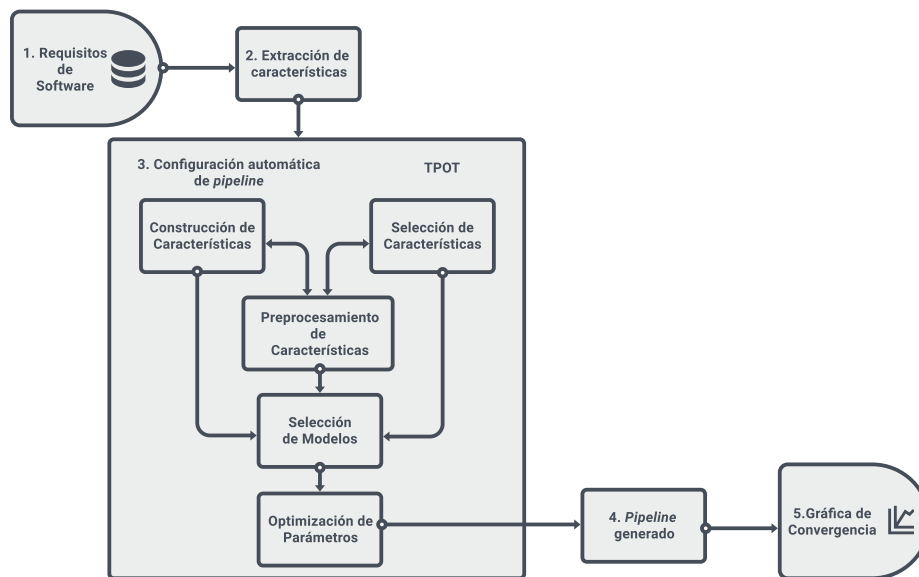 1. Requisitos
de
Software
2. Extracción de
características
3. Configuración automática
de pipeline
TPOT
Construcción de
Características
Selección de
Características
Preprocesamiento
de
Características
Selección
de Modelos
Optimización de
Parámetros
4. Pipeline
generado
5.Gráfica de
Convergencia